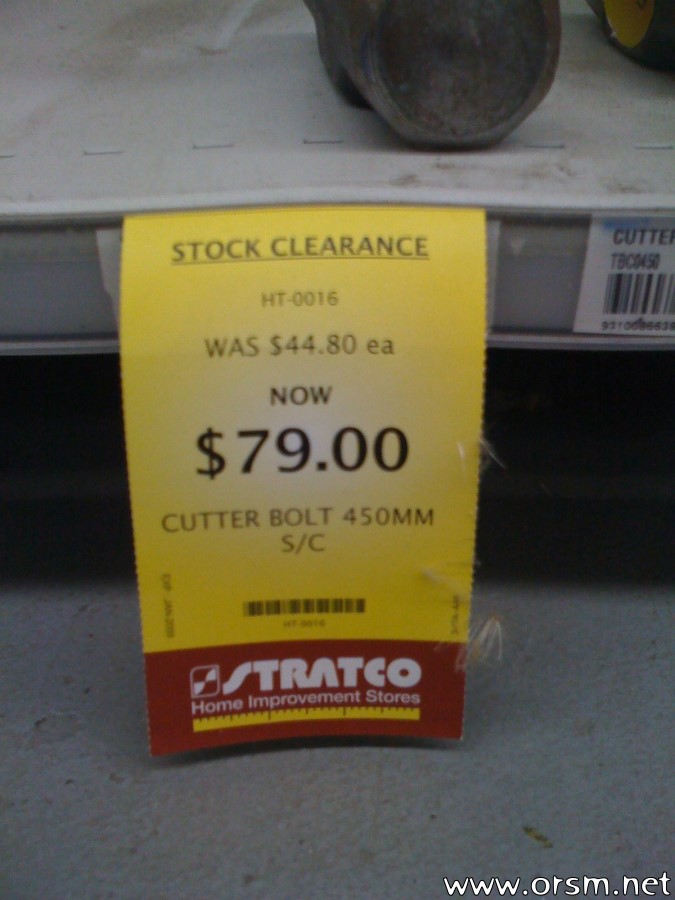 STOCK CLEARANCE
HT-0016
WAS $44.80 ea
NOW
$79.00
CUTTER BOLT 450MM
S/C
HT-0016
STRATCO
Home Improvement Stores
CUTTER
TBC0450
www.orsm.net